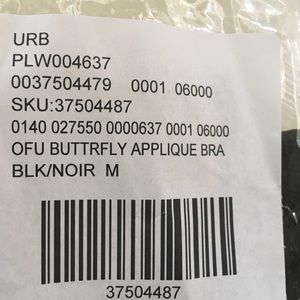 URB
PLW004637
0037504479 0001 06000
SKU:37504487
0140 027550 0000637 0001 06000
OFU BUTTRFLY APPLIQUE BRA
BLK/NOIR M
37504487